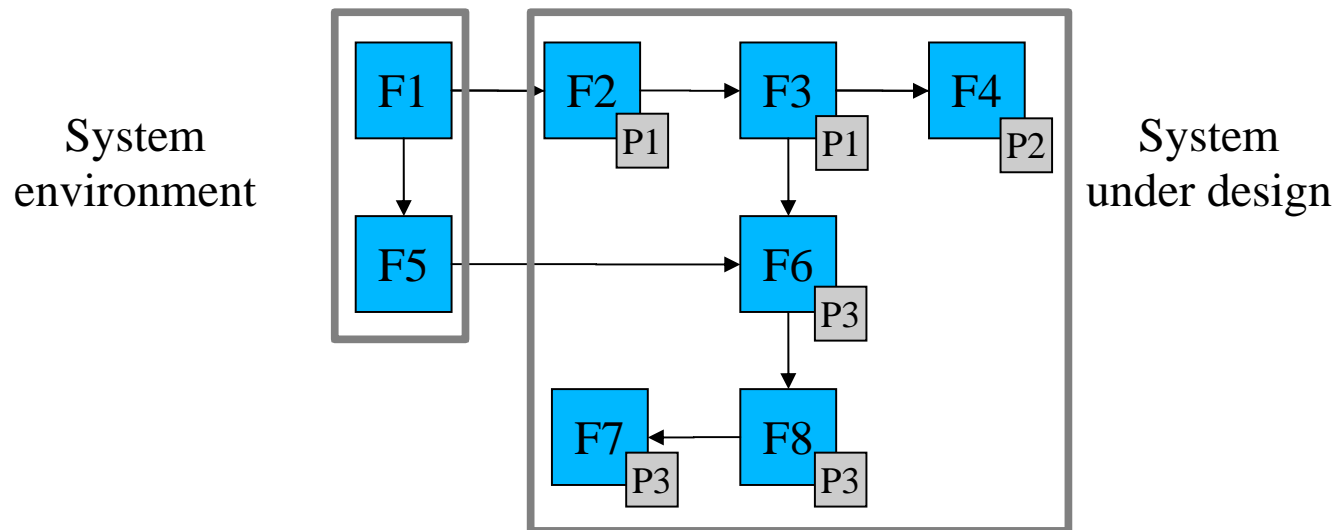 F1
F2
F3
F4
P1
P1
P2
System
environment
System
under design
F5
F6
P3
F7
F8
P3
P3